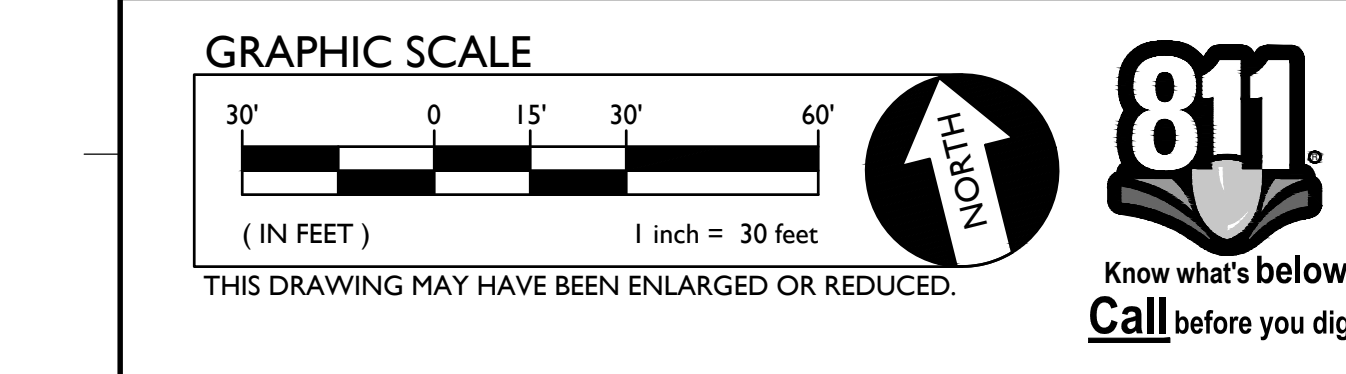 GRAPHIC SCALE
30' 0 15' 30' 60'
NORTH
( IN FEET ) 1 inch = 30 feet
THIS DRAWING MAY HAVE BEEN ENLARGED OR REDUCED.
811®
Know what's below
Call before you dig